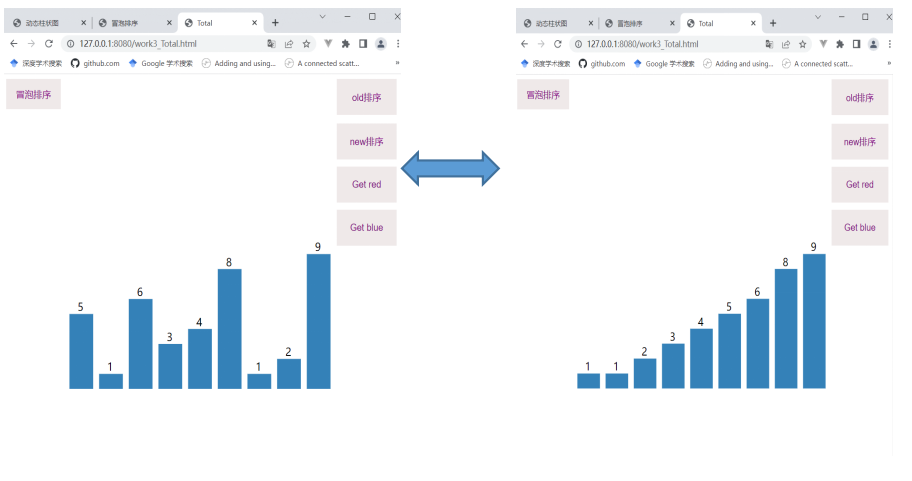 动态柱状图 冒泡排序 Total
127.0.0.1:8080/work3_Total.html
深度学术搜索 github.com Google 学术搜索 Adding and using... A connected scatt... »
冒泡排序
old排序
new排序
Get red
Get blue
5 1 6 3 4 8 1 2 9
动态柱状图 冒泡排序 Total
127.0.0.1:8080/work3_Total.html
深度学术搜索 github.com Google 学术搜索 Adding and using... A connected scatt... »
冒泡排序
old排序
new排序
Get red
Get blue
1 1 2 3 4 5 6 8 9